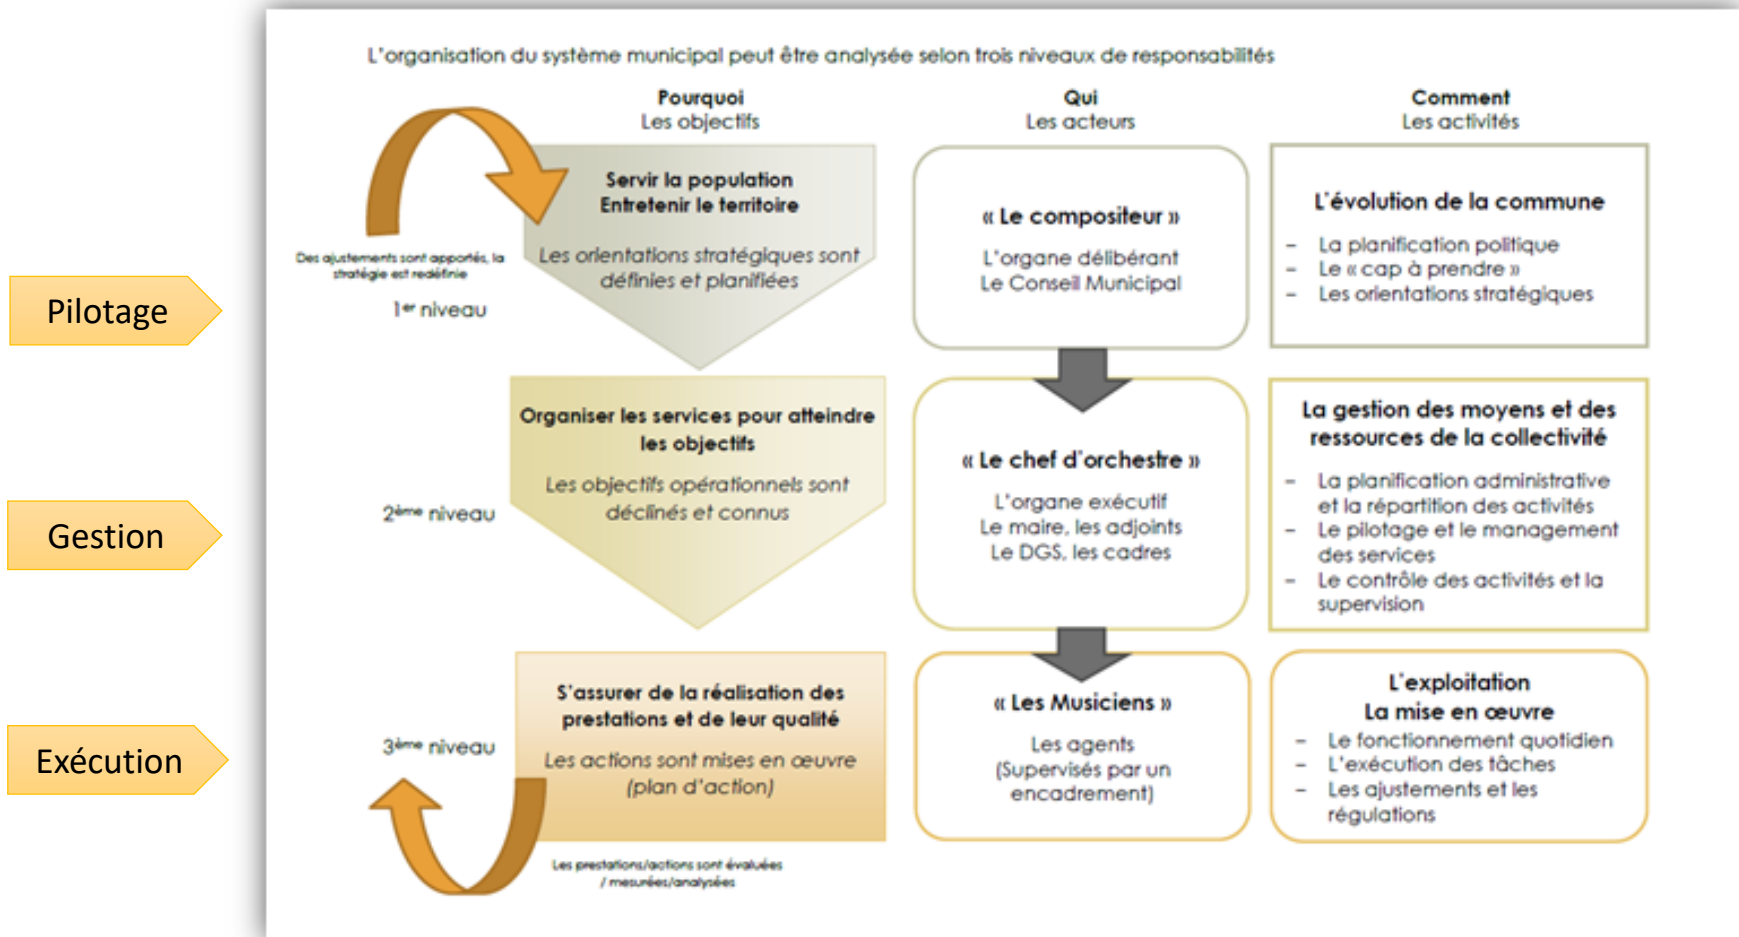 L'organisation du système municipal peut être analysée selon trois niveaux de responsabilités
Pourquoi
Les objectifs
Qui
Les acteurs
Comment
Les activités
Pilotage
Des ajustements sont apportés, la
stratégie est redéfinie
1er niveau
Servir la population
Entretenir le territoire
Les orientations stratégiques sont
définies et planifiées
« Le compositeur »
L'organe délibérant
Le Conseil Municipal
L'évolution de la commune
– La planification politique
– Le « cap à prendre »
– Les orientations stratégiques
Gestion
2ème niveau
Organiser les services pour atteindre
les objectifs
Les objectifs opérationnels sont
déclinés et connus
« Le chef d'orchestre »
L'organe exécutif
Le maire, les adjoints
Le DGS, les cadres
La gestion des moyens et des
ressources de la collectivité
– La planification administrative
et la répartition des activités
– Le pilotage et le management
des services
– Le contrôle des activités et la
supervision
Exécution
3ème niveau
S'assurer de la réalisation des
prestations et de leur qualité
Les actions sont mises en œuvre
(plan d'action)
Les prestations/actions sont évaluées
/ mesurées/analysées
« Les Musiciens »
Les agents
(Supervisés par un
encadrement)
L'exploitation
La mise en œuvre
– Le fonctionnement quotidien
– L'exécution des tâches
– Les ajustements et les
régulations